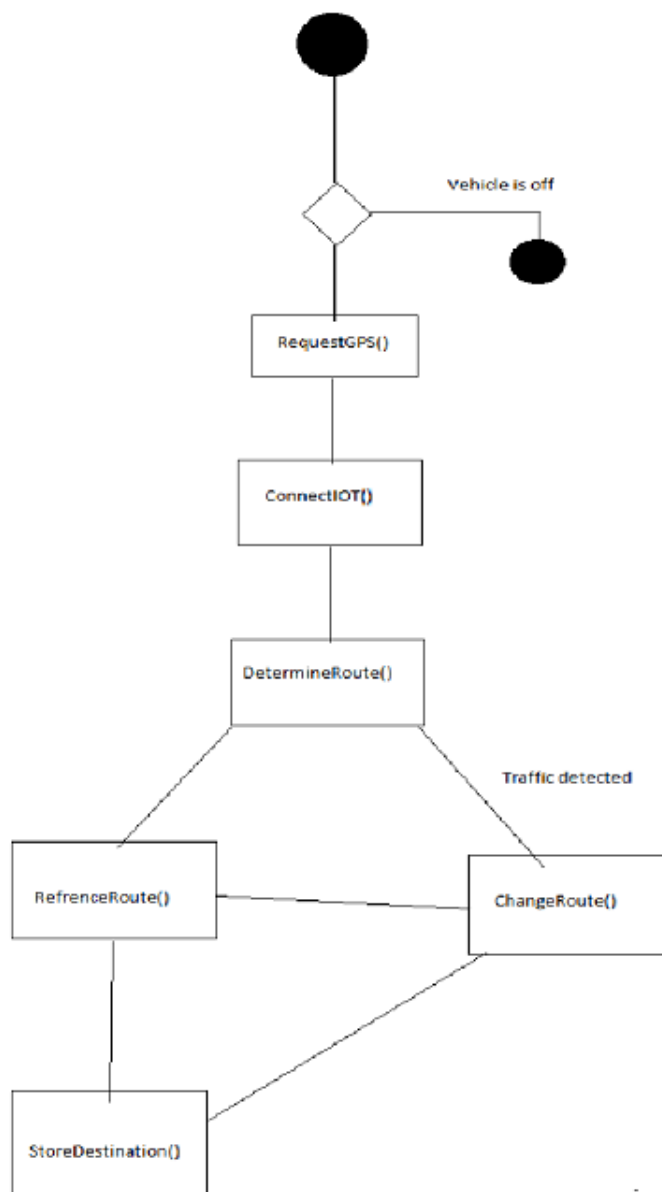 Vehicle is off
RequestGPS()
ConnectIOT()
DetermineRoute()
Traffic detected
RefrenceRoute()
ChangeRoute()
StoreDestination()